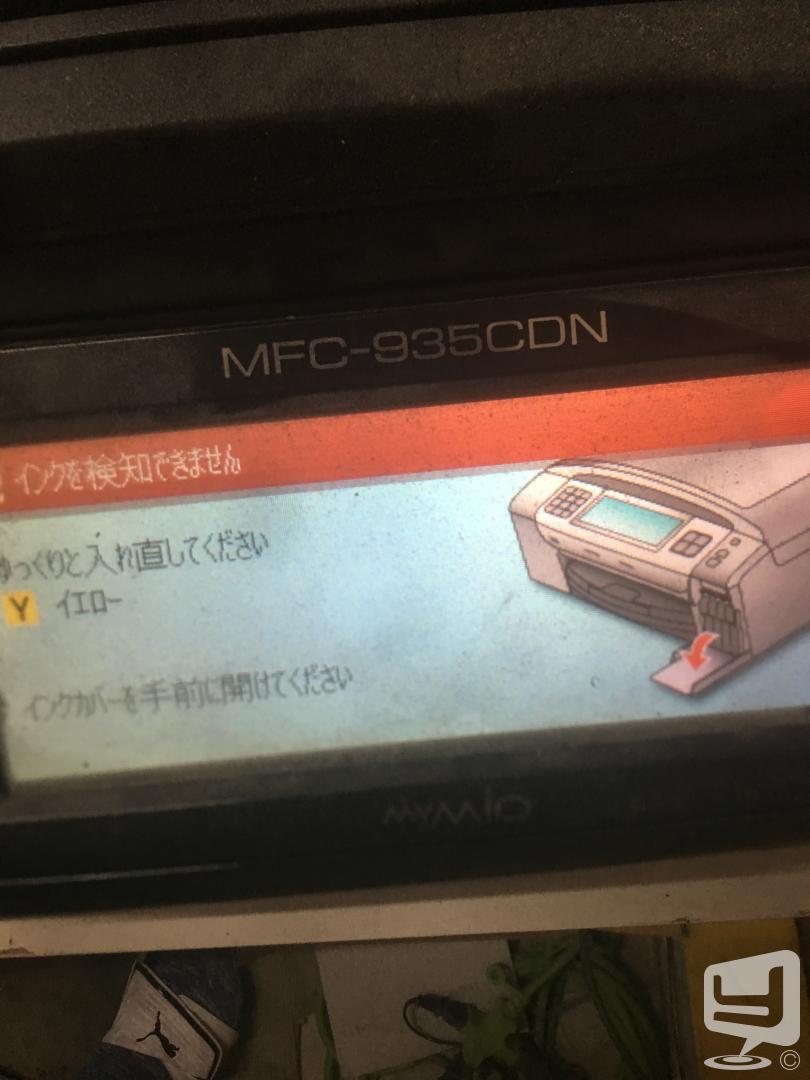 MFC-935CDN
インクを検知できません
ゆっくりと入れ直してください
Y イエロー
インクカバーを手前に開けてください
MYMIO